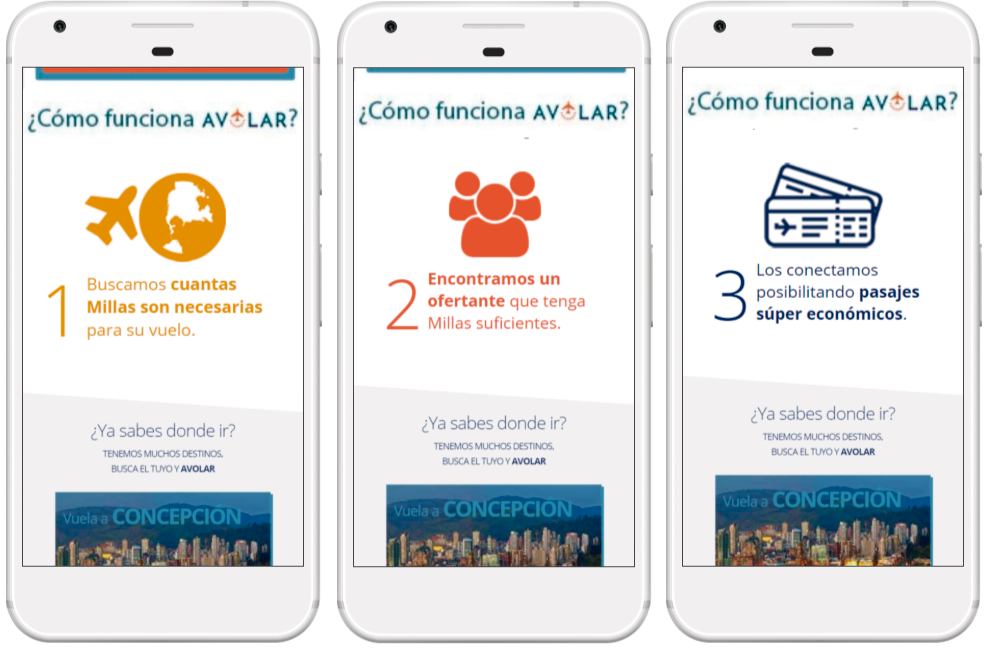 ¿Cómo funciona AVOLAR?
1
Buscamos cuantas
Millas son necesarias
para su vuelo.
¿Ya sabes donde ir?
TENEMOS MUCHOS DESTINOS,
BUSCA EL TUYO Y AVOLAR
Vuela a CONCEPCIÓN
¿Cómo funciona AVOLAR?
2
Encontramos un
ofertante que tenga
Millas suficientes.
¿Ya sabes donde ir?
TENEMOS MUCHOS DESTINOS,
BUSCA EL TUYO Y AVOLAR
Vuela a CONCEPCIÓN
¿Cómo funciona AVOLAR?
3
Los conectamos
posibilitando pasajes
súper económicos.
¿Ya sabes donde ir?
TENEMOS MUCHOS DESTINOS,
BUSCA EL TUYO Y AVOLAR
Vuela a CONCEPCIÓN